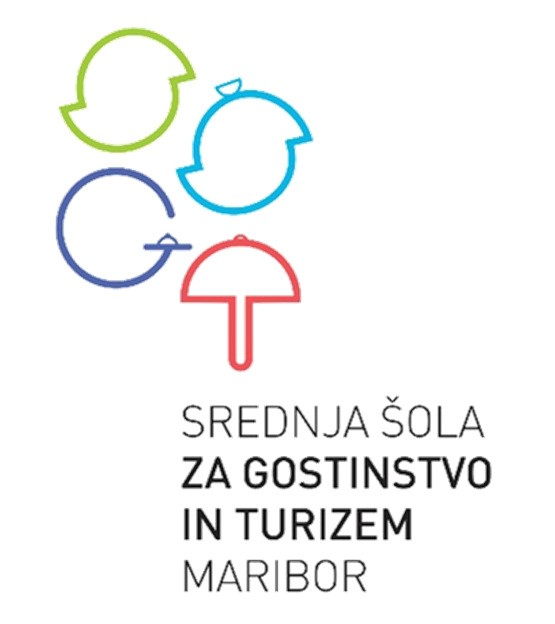 SREDNJA ŠOLA
ZA GOSTINSTVO
IN TURIZEM
MARIBOR